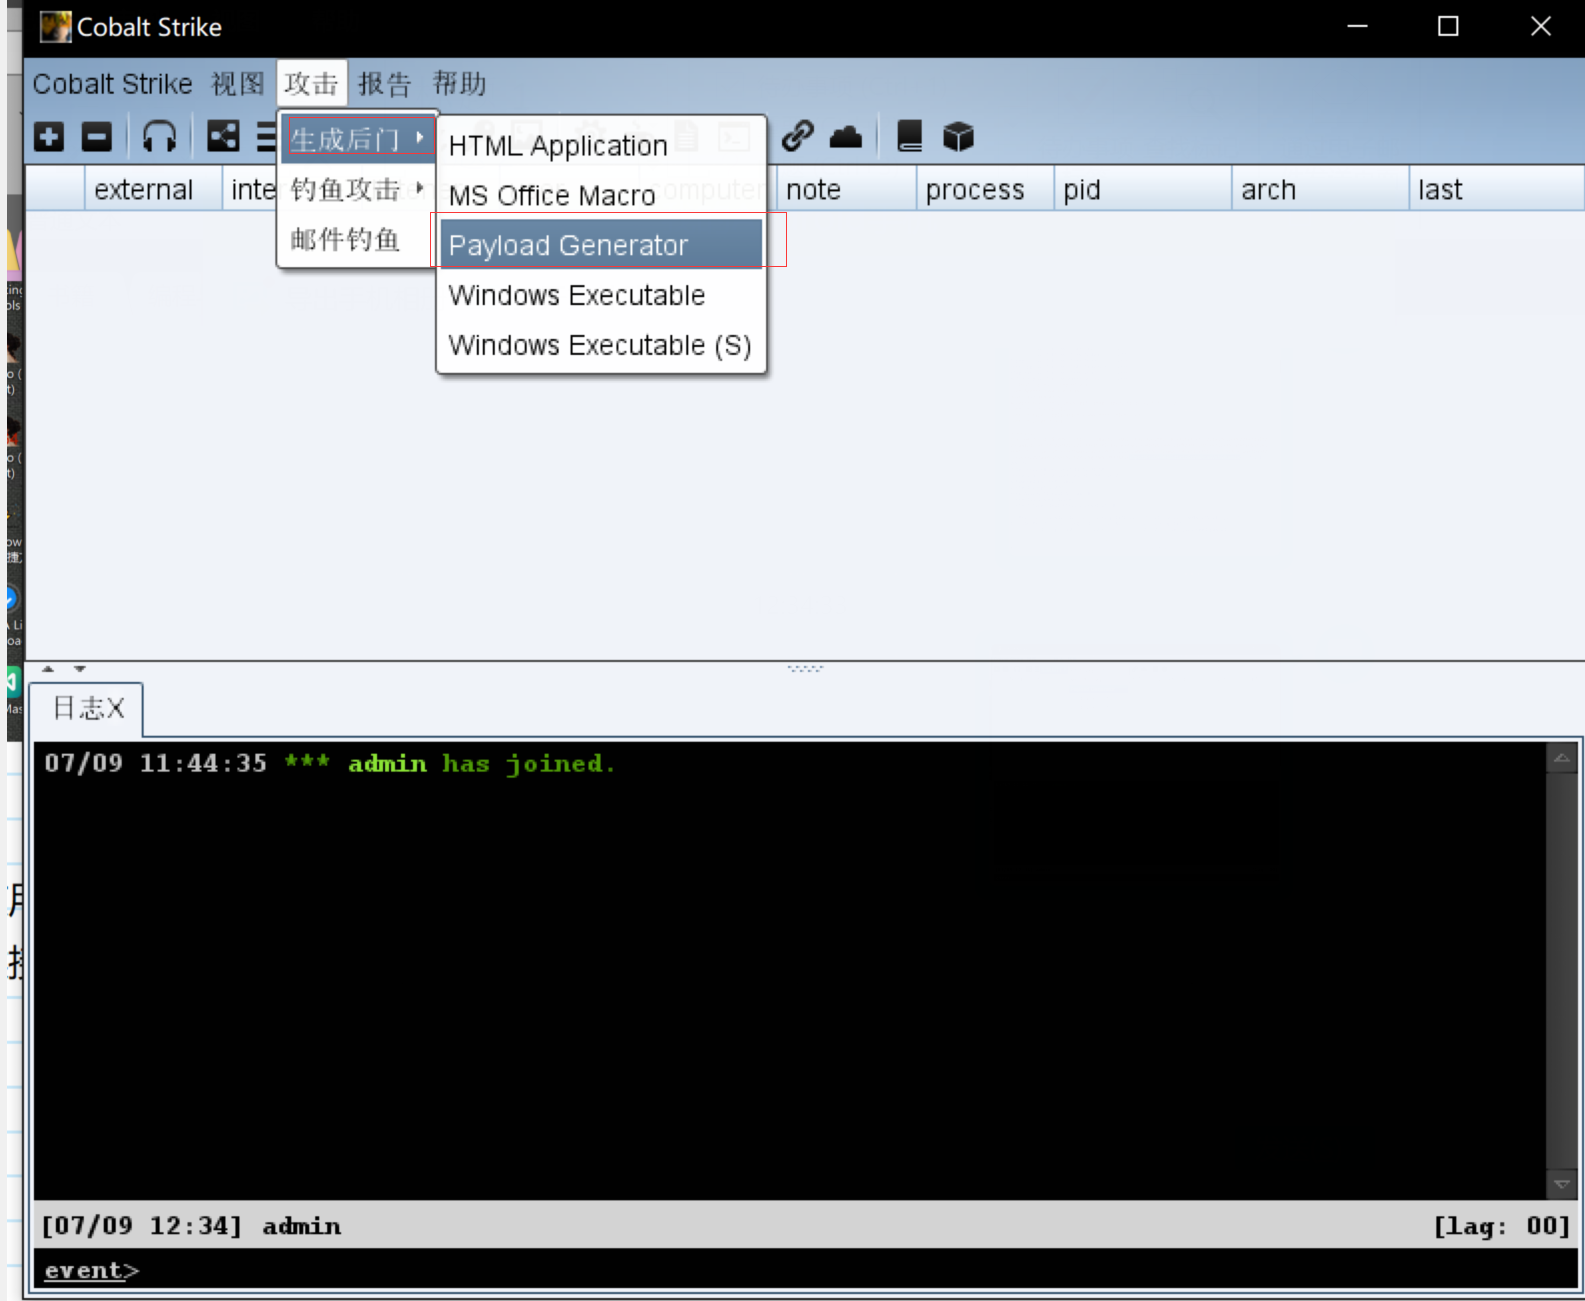 Cobalt Strike
Cobalt Strike 视图 攻击 报告 帮助
生成后门
钓鱼攻击
邮件钓鱼
HTML Application
MS Office Macro
Payload Generator
Windows Executable
Windows Executable (S)
external computer note process pid arch last
日志X
07/09 11:44:35 *** admin has joined.
[07/09 12:34] admin [lag: 00]
event>